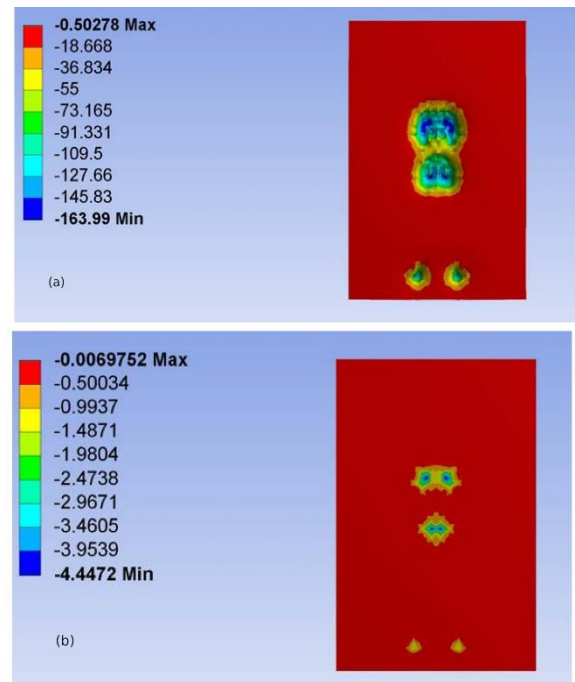 -0.50278 Max
-18.668
-36.834
-55
-73.165
-91.331
-109.5
-127.66
-145.83
-163.99 Min
(a)
-0.0069752 Max
-0.50034
-0.9937
-1.4871
-1.9804
-2.4738
-2.9671
-3.4605
-3.9539
-4.4472 Min
(b)